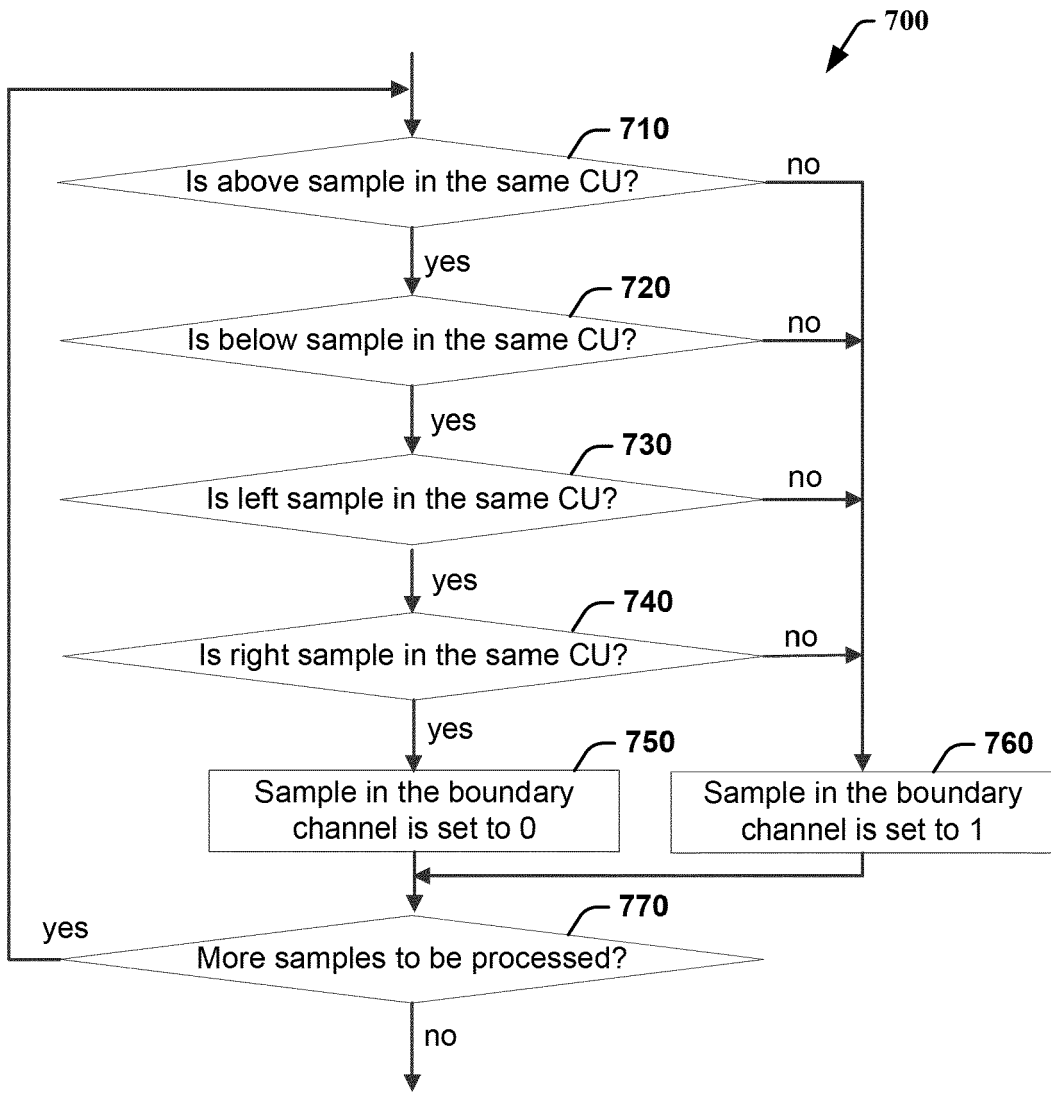 700
710
Is above sample in the same CU?
no
yes
720
Is below sample in the same CU?
no
yes
730
Is left sample in the same CU?
no
yes
740
Is right sample in the same CU?
no
yes
750
760
Sample in the boundary
channel is set to 0
Sample in the boundary
channel is set to 1
770
yes
More samples to be processed?
no